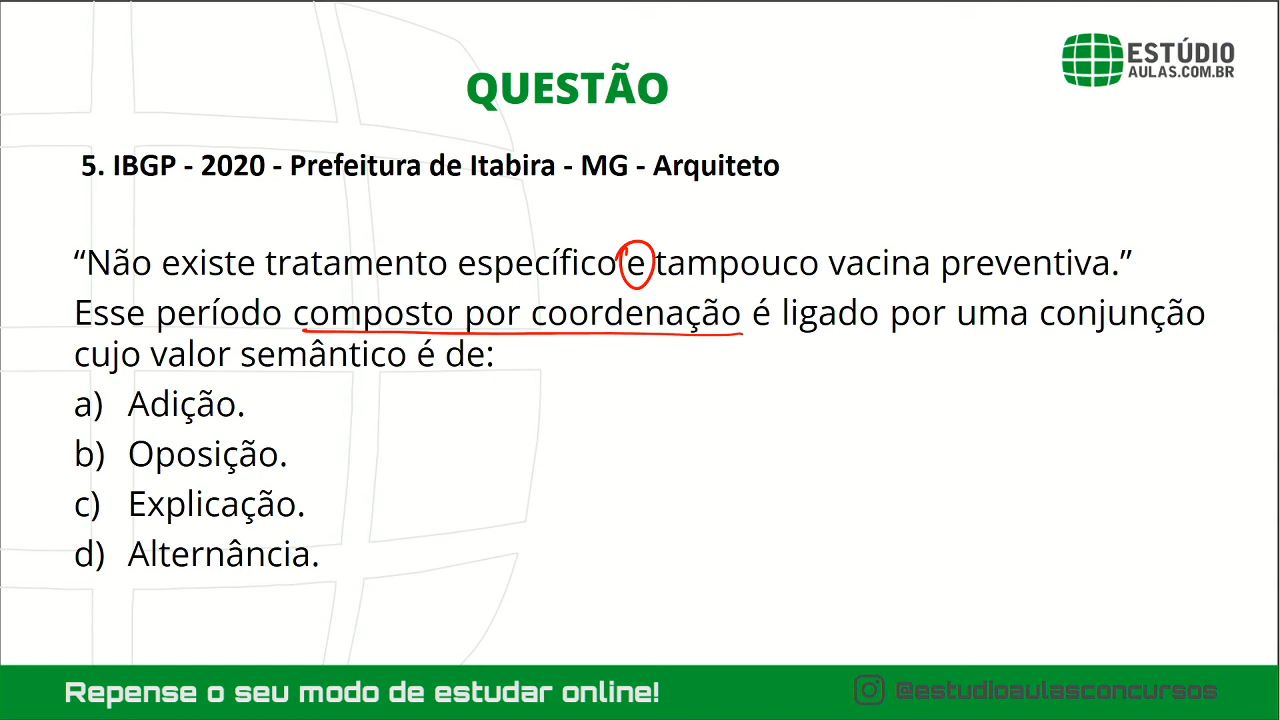 ESTÚDIO
AULAS.COM.BR
QUESTÃO
5. IBGP - 2020 - Prefeitura de Itabira - MG - Arquiteto
“Não existe tratamento específico e tampouco vacina preventiva.”
Esse período composto por coordenação é ligado por uma conjunção
cujo valor semântico é de:
a) Adição.
b) Oposição.
c) Explicação.
d) Alternância.
Repense o seu modo de estudar online!
@estudioaulasconcursos